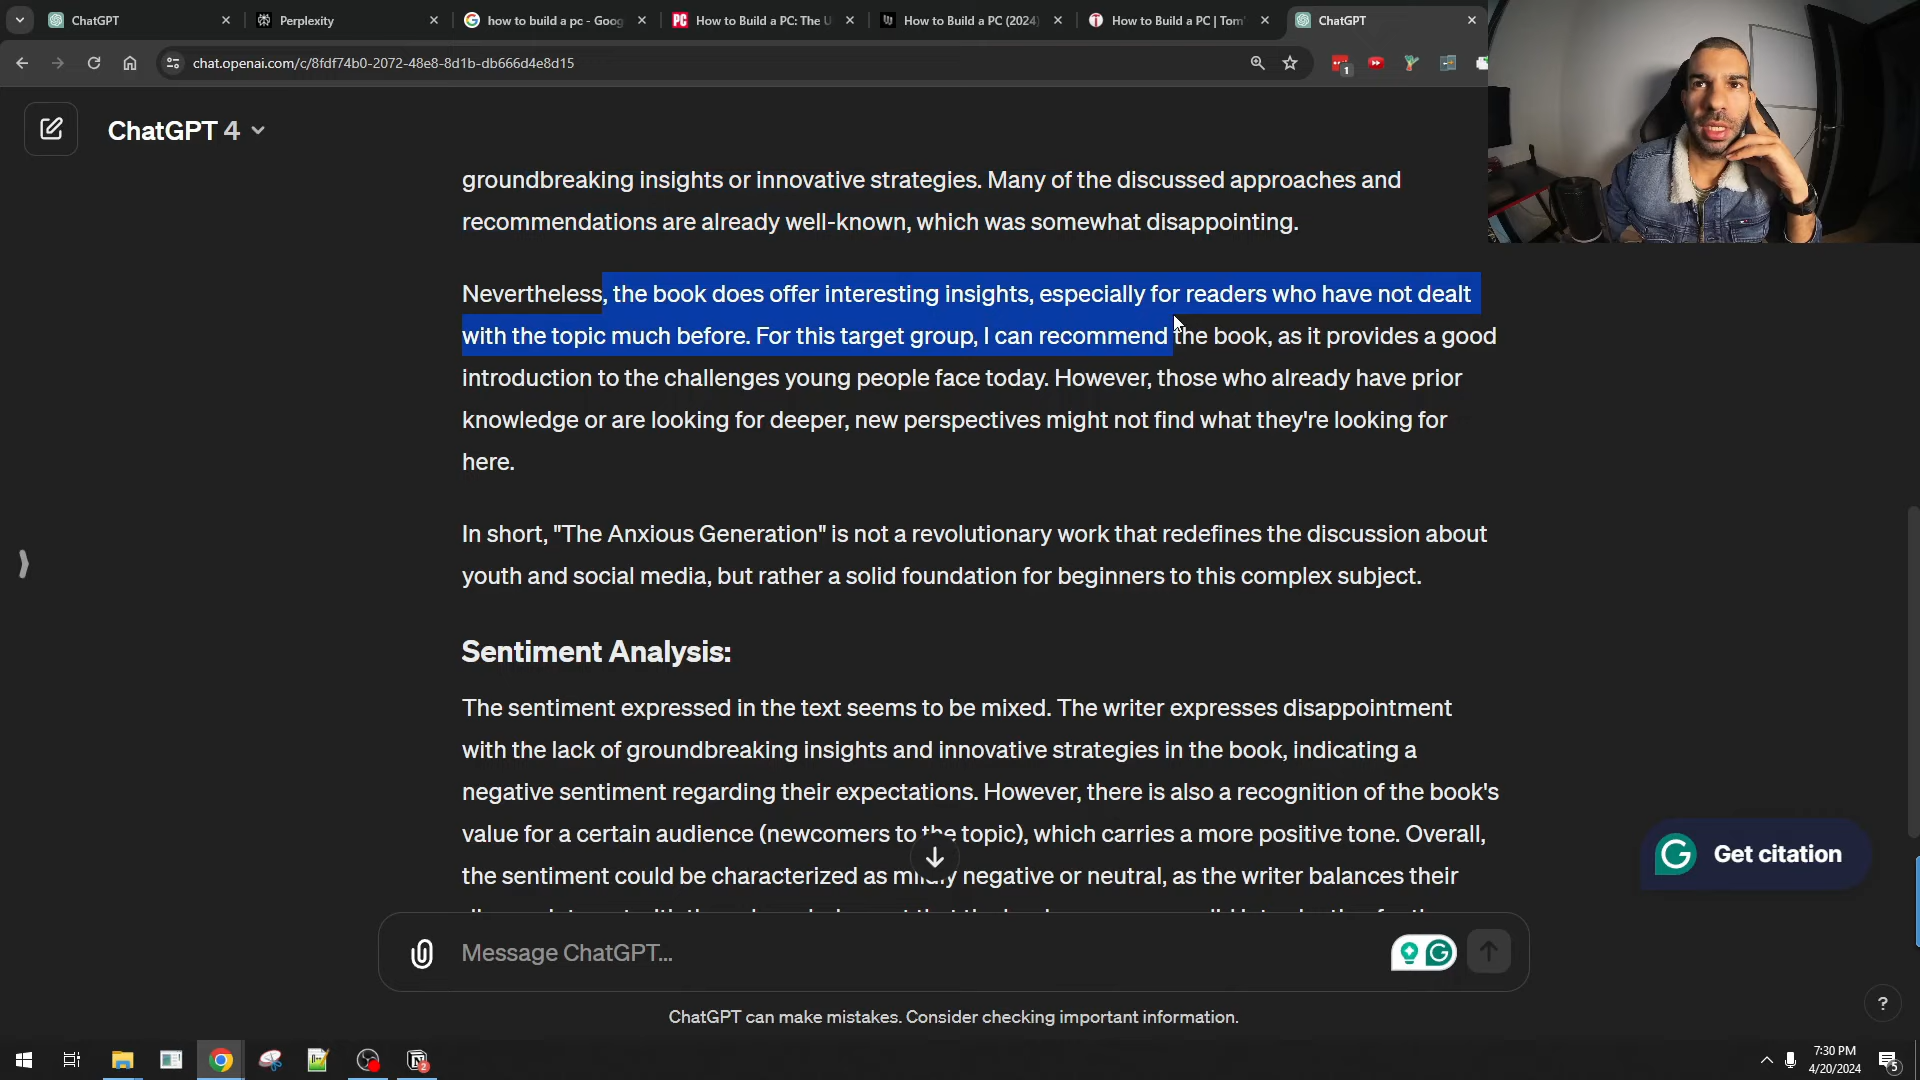 ChatGPT
Perplexity
how to build a pc - Goog
How to Build a PC: The U
How to Build a PC (2024)
How to Build a PC | Tom'
ChatGPT
chat.openai.com/c/8fdf74b0-2072-48e8-8d1b-db666d4e8d15
1
ChatGPT 4
groundbreaking insights or innovative strategies. Many of the discussed approaches and
recommendations are already well-known, which was somewhat disappointing.
Nevertheless, the book does offer interesting insights, especially for readers who have not dealt
with the topic much before. For this target group, I can recommend the book, as it provides a good
introduction to the challenges young people face today. However, those who already have prior
knowledge or are looking for deeper, new perspectives might not find what they're looking for
here.
In short, "The Anxious Generation" is not a revolutionary work that redefines the discussion about
youth and social media, but rather a solid foundation for beginners to this complex subject.
Sentiment Analysis:
The sentiment expressed in the text seems to be mixed. The writer expresses disappointment
with the lack of groundbreaking insights and innovative strategies in the book, indicating a
negative sentiment regarding their expectations. However, there is also a recognition of the book's
value for a certain audience (newcomers to the topic), which carries a more positive tone. Overall,
the sentiment could be characterized as mildly negative or neutral, as the writer balances their
Get citation
Message ChatGPT...
ChatGPT can make mistakes. Consider checking important information.
?
7:30 PM
4/20/2024
2
5